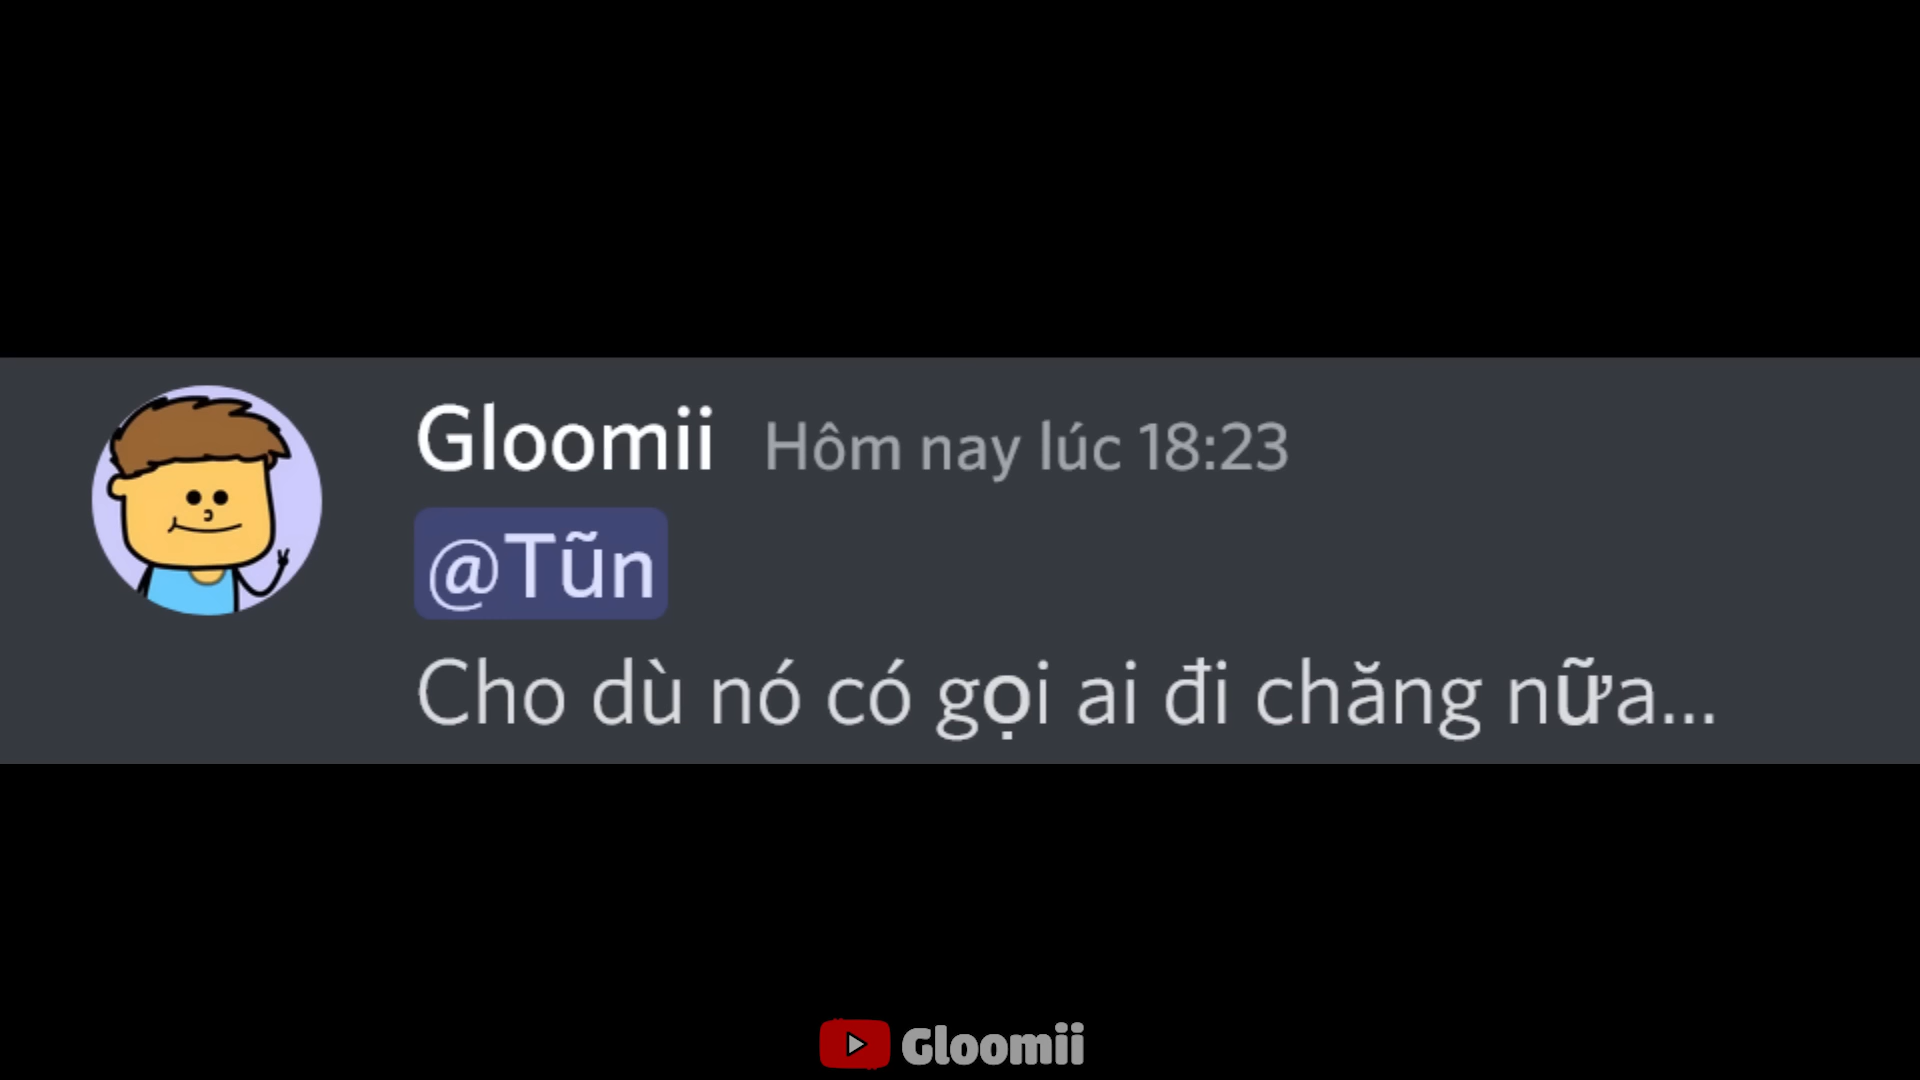 Gloomii Hôm nay lúc 18:23
@Tũn
Cho dù nó có gọi ai đi chăng nữa...
Gloomii